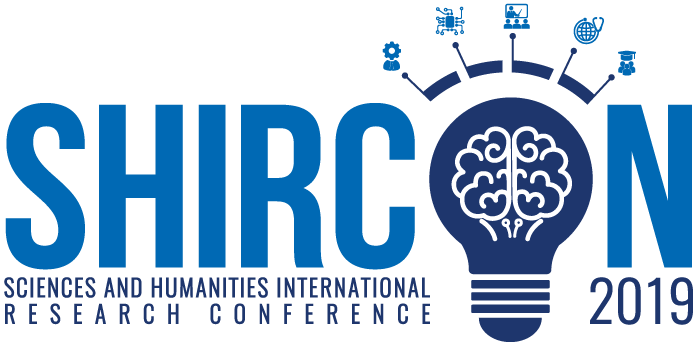 SHIRCON
SCIENCES AND HUMANITIES INTERNATIONAL
RESEARCH CONFERENCE
2019